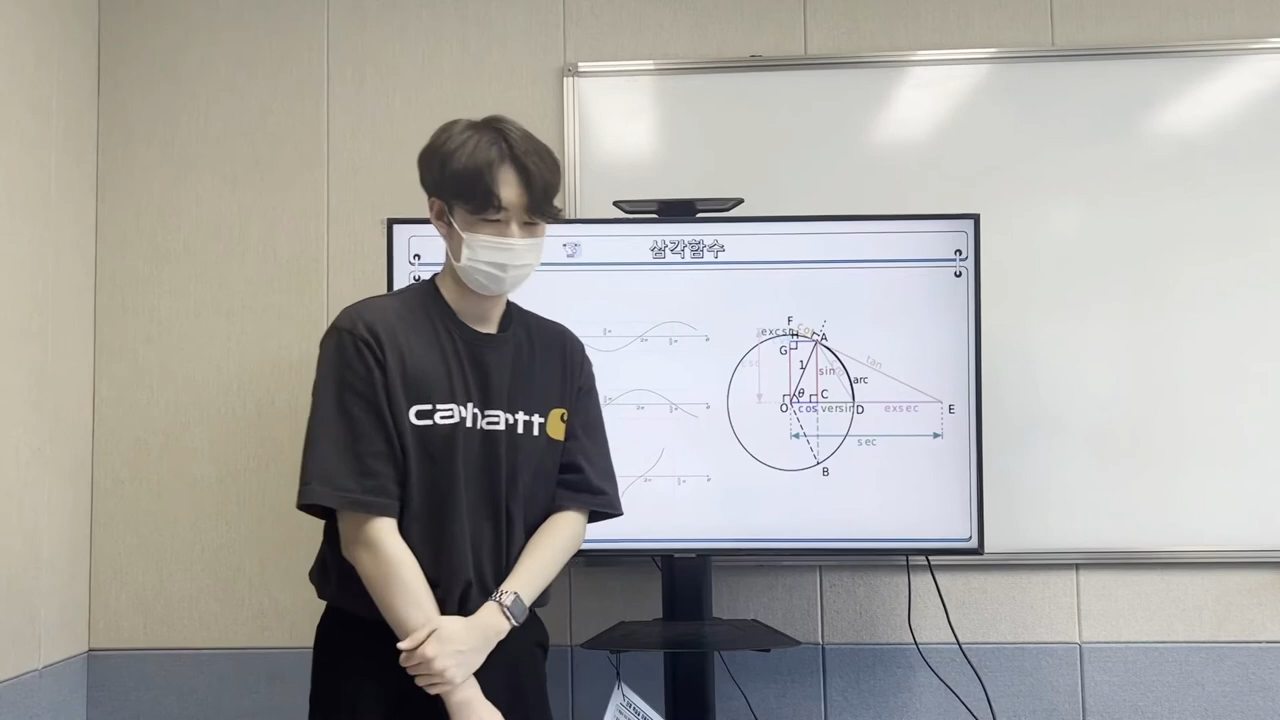 삼각함수
carhartt
F
excsc
G
A
1
sin
tan
arc
θ
C
O
cos
versin
D
exsec
E
sec
B